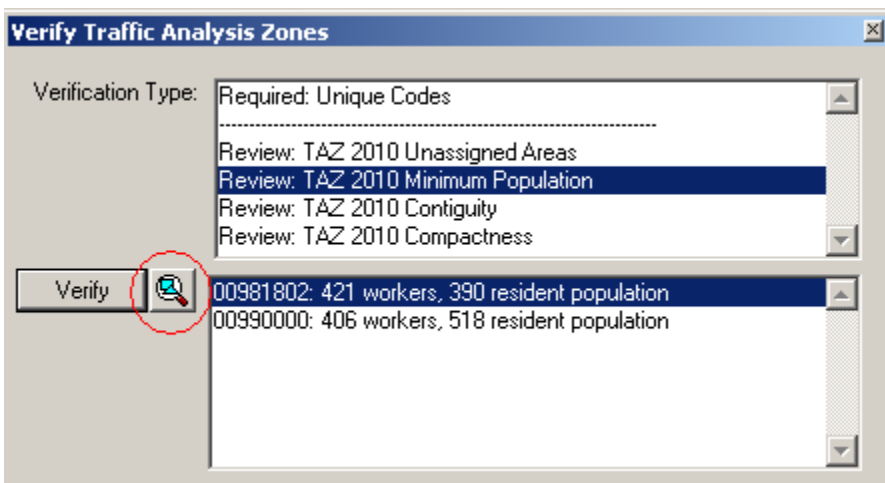 Verify Traffic Analysis Zones
Verification Type:
Required: Unique Codes
--------------------------------------------------------------------------------
Review: TAZ 2010 Unassigned Areas
Review: TAZ 2010 Minimum Population
Review: TAZ 2010 Contiguity
Review: TAZ 2010 Compactness
Verify
00981802: 421 workers, 390 resident population
00990000: 406 workers, 518 resident population